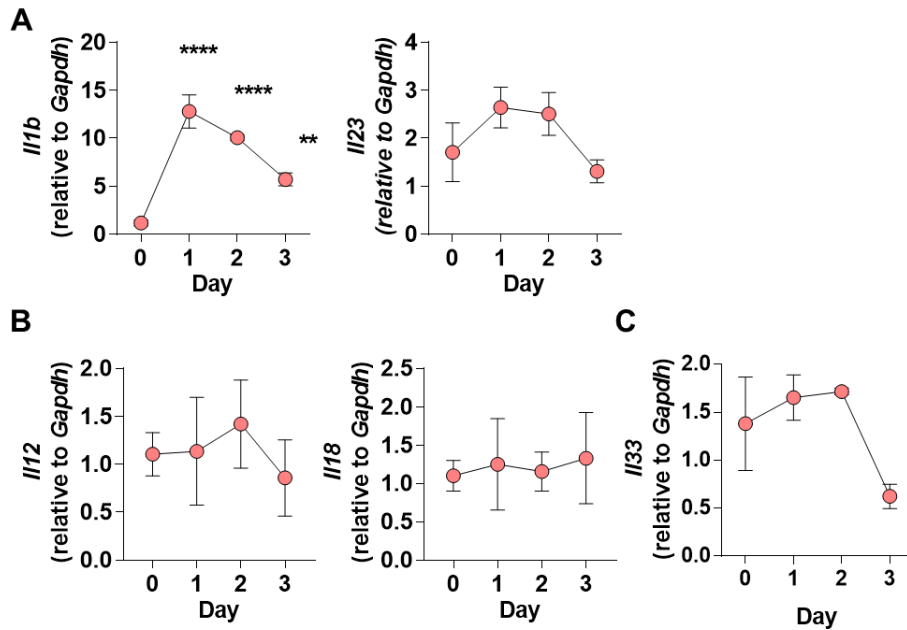 A
Il1b
(relative to Gapdh)
20
15
10
5
0
****
****
**
0 1 2 3
Day
Il23
(relative to Gapdh)
4
3
2
1
0
0 1 2 3
Day
B
Il12
(relative to Gapdh)
2.0
1.5
1.0
0.5
0.0
0 1 2 3
Day
Il18
(relative to Gapdh)
2.5
2.0
1.5
1.0
0.5
0.0
0 1 2 3
Day
C
Il33
(relative to Gapdh)
2.0
1.5
1.0
0.5
0.0
0 1 2 3
Day